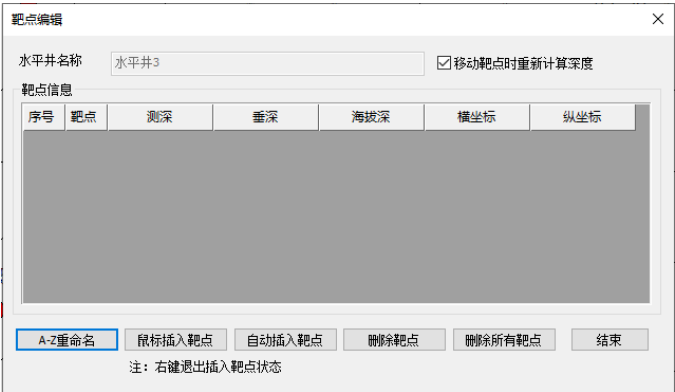 靶点编辑
水平井名称 水平井3 移动靶点时重新计算深度
靶点信息
序号 靶点 测深 垂深 海拔深 横坐标 纵坐标
A-Z重命名 鼠标插入靶点 自动插入靶点 删除靶点 删除所有靶点 结束
注：右键退出插入靶点状态